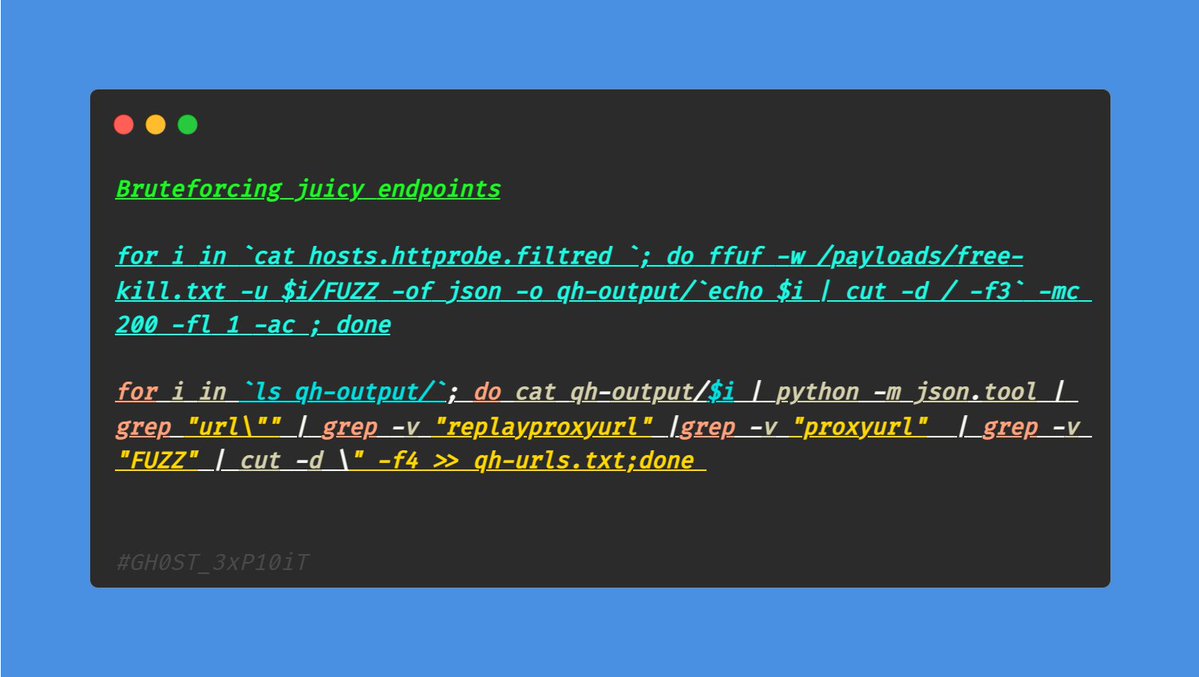 Bruteforcing juicy endpoints
for i in `cat hosts.httprobe.filtred `; do ffuf -w /payloads/free-
kill.txt -u $i/FUZZ -of json -o qh-output/`echo $i | cut -d / -f3` -mc
200 -fl 1 -ac ; done
for i in `ls qh-output/`; do cat qh-output/$i | python -m json.tool |
grep "url\"" | grep -v "replayproxyurl" |grep -v "proxyurl"  | grep -v
"FUZZ" | cut -d \" -f4 >> qh-urls.txt;done
#GH0ST_3xP10iT